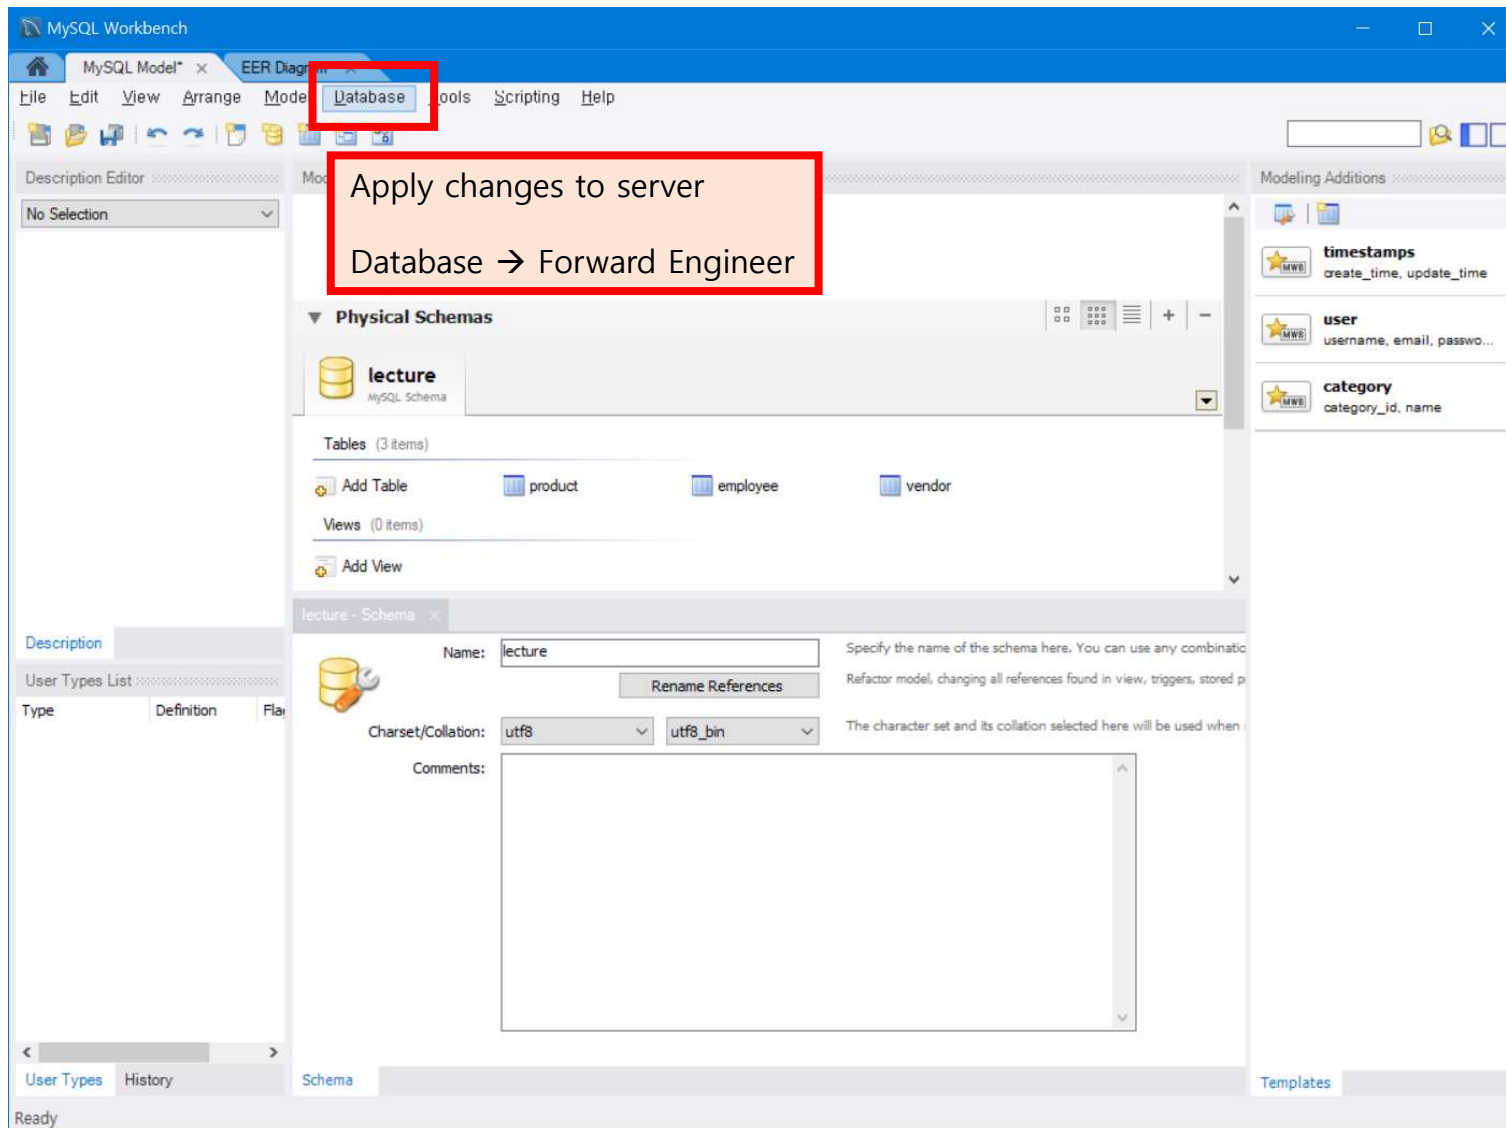 MySQL Workbench
MySQL Model* ×
EER Diagram ×
File Edit View Arrange Model Database Tools Scripting Help
Apply changes to server
Database → Forward Engineer
Description Editor
No Selection
Description
User Types List
Type Definition
User Types History
Physical Schemas
lecture
MySQL Schema
Tables (3 items)
Add Table product employee vendor
Views (0 items)
Add View
lecture - Schema ×
Name: lecture
Specify the name of the schema here. You can use any
Rename References
Refactor model, changing all references found in view, triggers, stored
Charset/Collation: utf8 utf8_bin
The character set and its collation selected here will be used when
Comments:
Schema
Modeling Additions
timestamps
create_time, update_time
user
username, email, passwo...
category
category_id, name
Templates
Ready